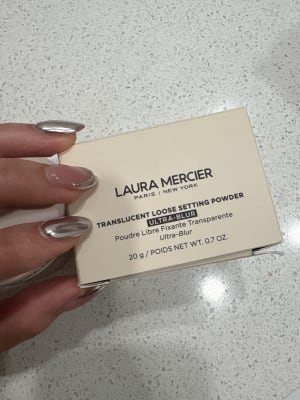 LAURA MERCIER
PARIS / NEW YORK
TRANSLUCENT LOOSE SETTING POWDER
ULTRA-BLUR
Poudre Libre Fixante Transparente
Ultra-Blur
20 g / POIDS NET WT. 0.7 OZ.